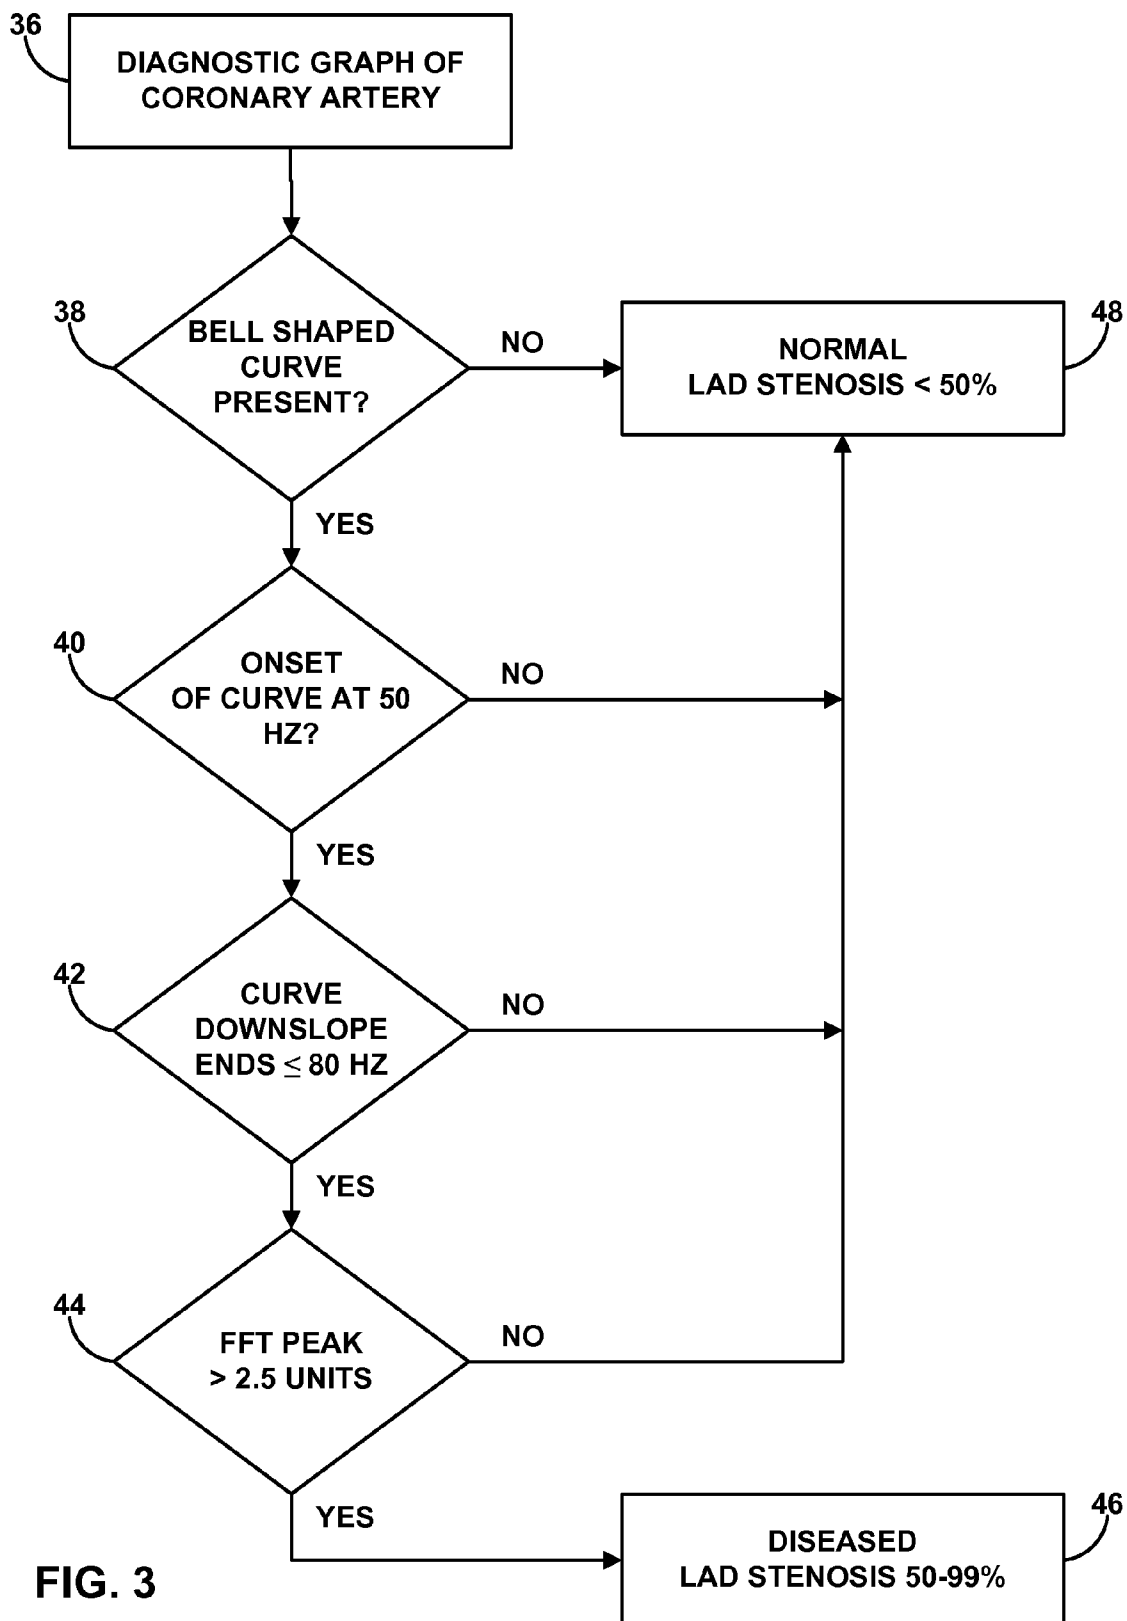 36
DIAGNOSTIC GRAPH OF
CORONARY ARTERY
38
BELL SHAPED
CURVE
PRESENT?
NO
NORMAL
LAD STENOSIS < 50%
48
YES
40
ONSET
OF CURVE AT 50
HZ?
NO
YES
42
CURVE
DOWNSLOPE
ENDS ≤ 80 HZ
NO
YES
44
FFT PEAK
> 2.5 UNITS
NO
YES
DISEASED
LAD STENOSIS 50-99%
46
FIG. 3